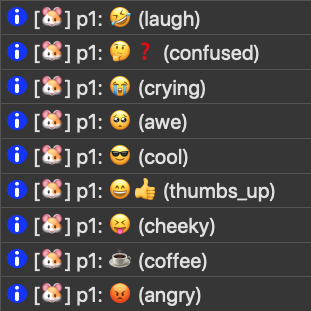 ℹ️ [🐹] p1: 🤣 (laugh)
ℹ️ [🐹] p1: 🤔❓ (confused)
ℹ️ [🐹] p1: 😭 (crying)
ℹ️ [🐹] p1: 🥺 (awe)
ℹ️ [🐹] p1: 😎 (cool)
ℹ️ [🐹] p1: 😄👍 (thumbs_up)
ℹ️ [🐹] p1: 😝 (cheeky)
ℹ️ [🐹] p1: ☕ (coffee)
ℹ️ [🐹] p1: 😡 (angry)